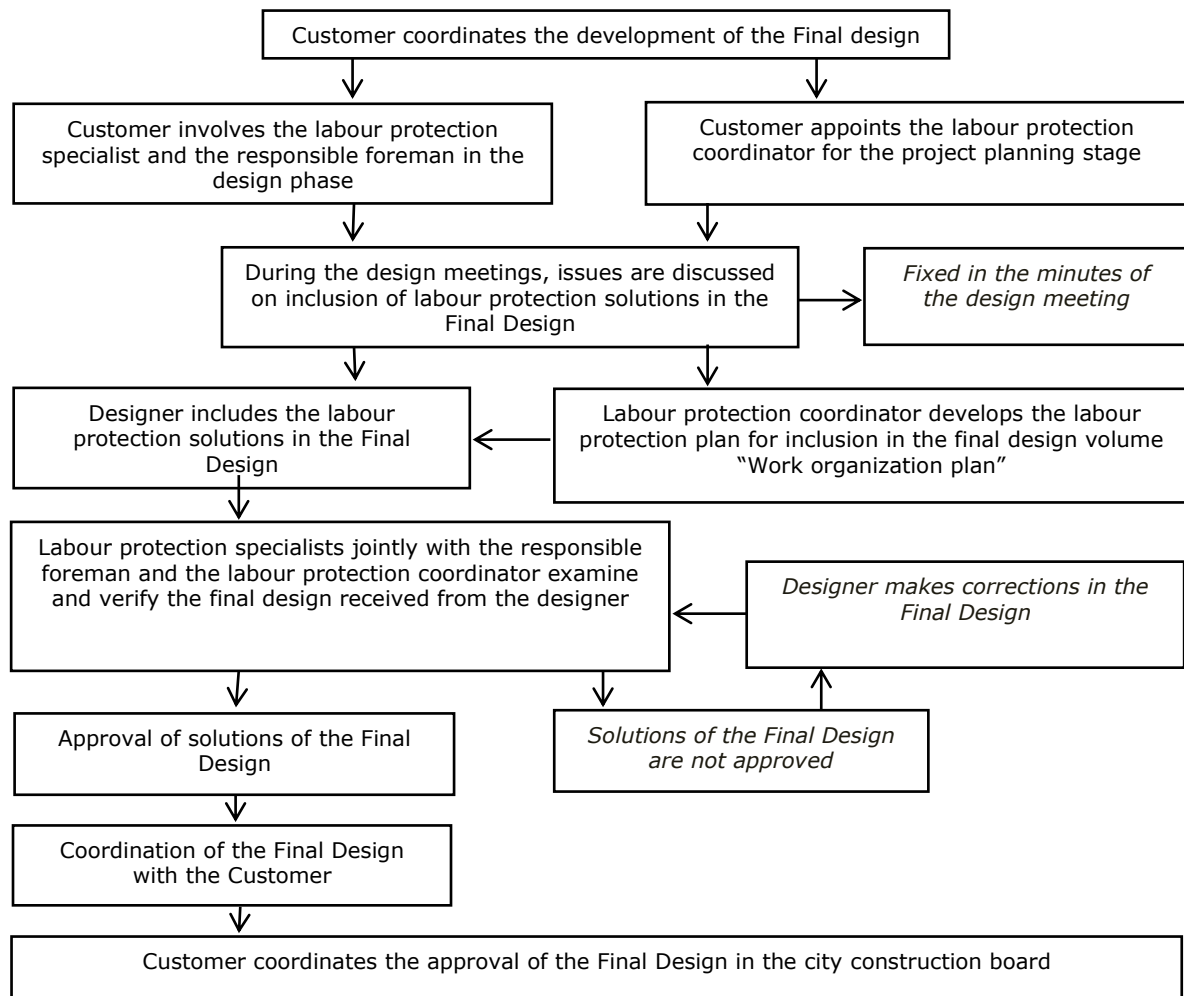 Customer coordinates the development of the Final design
Customer involves the labour protection
specialist and the responsible foreman in the
design phase
Customer appoints the labour protection
coordinator for the project planning stage
During the design meetings, issues are discussed
on inclusion of labour protection solutions in the
Final Design
Fixed in the minutes of
the design meeting
Designer includes the labour
protection solutions in the Final
Design
Labour protection coordinator develops the labour
protection plan for inclusion in the final design volume
“Work organization plan”
Labour protection specialists jointly with the responsible
foreman and the labour protection coordinator examine
and verify the final design received from the designer
Designer makes corrections in the
Final Design
Approval of solutions of the Final
Design
Solutions of the Final Design
are not approved
Coordination of the Final Design
with the Customer
Customer coordinates the approval of the Final Design in the city construction board